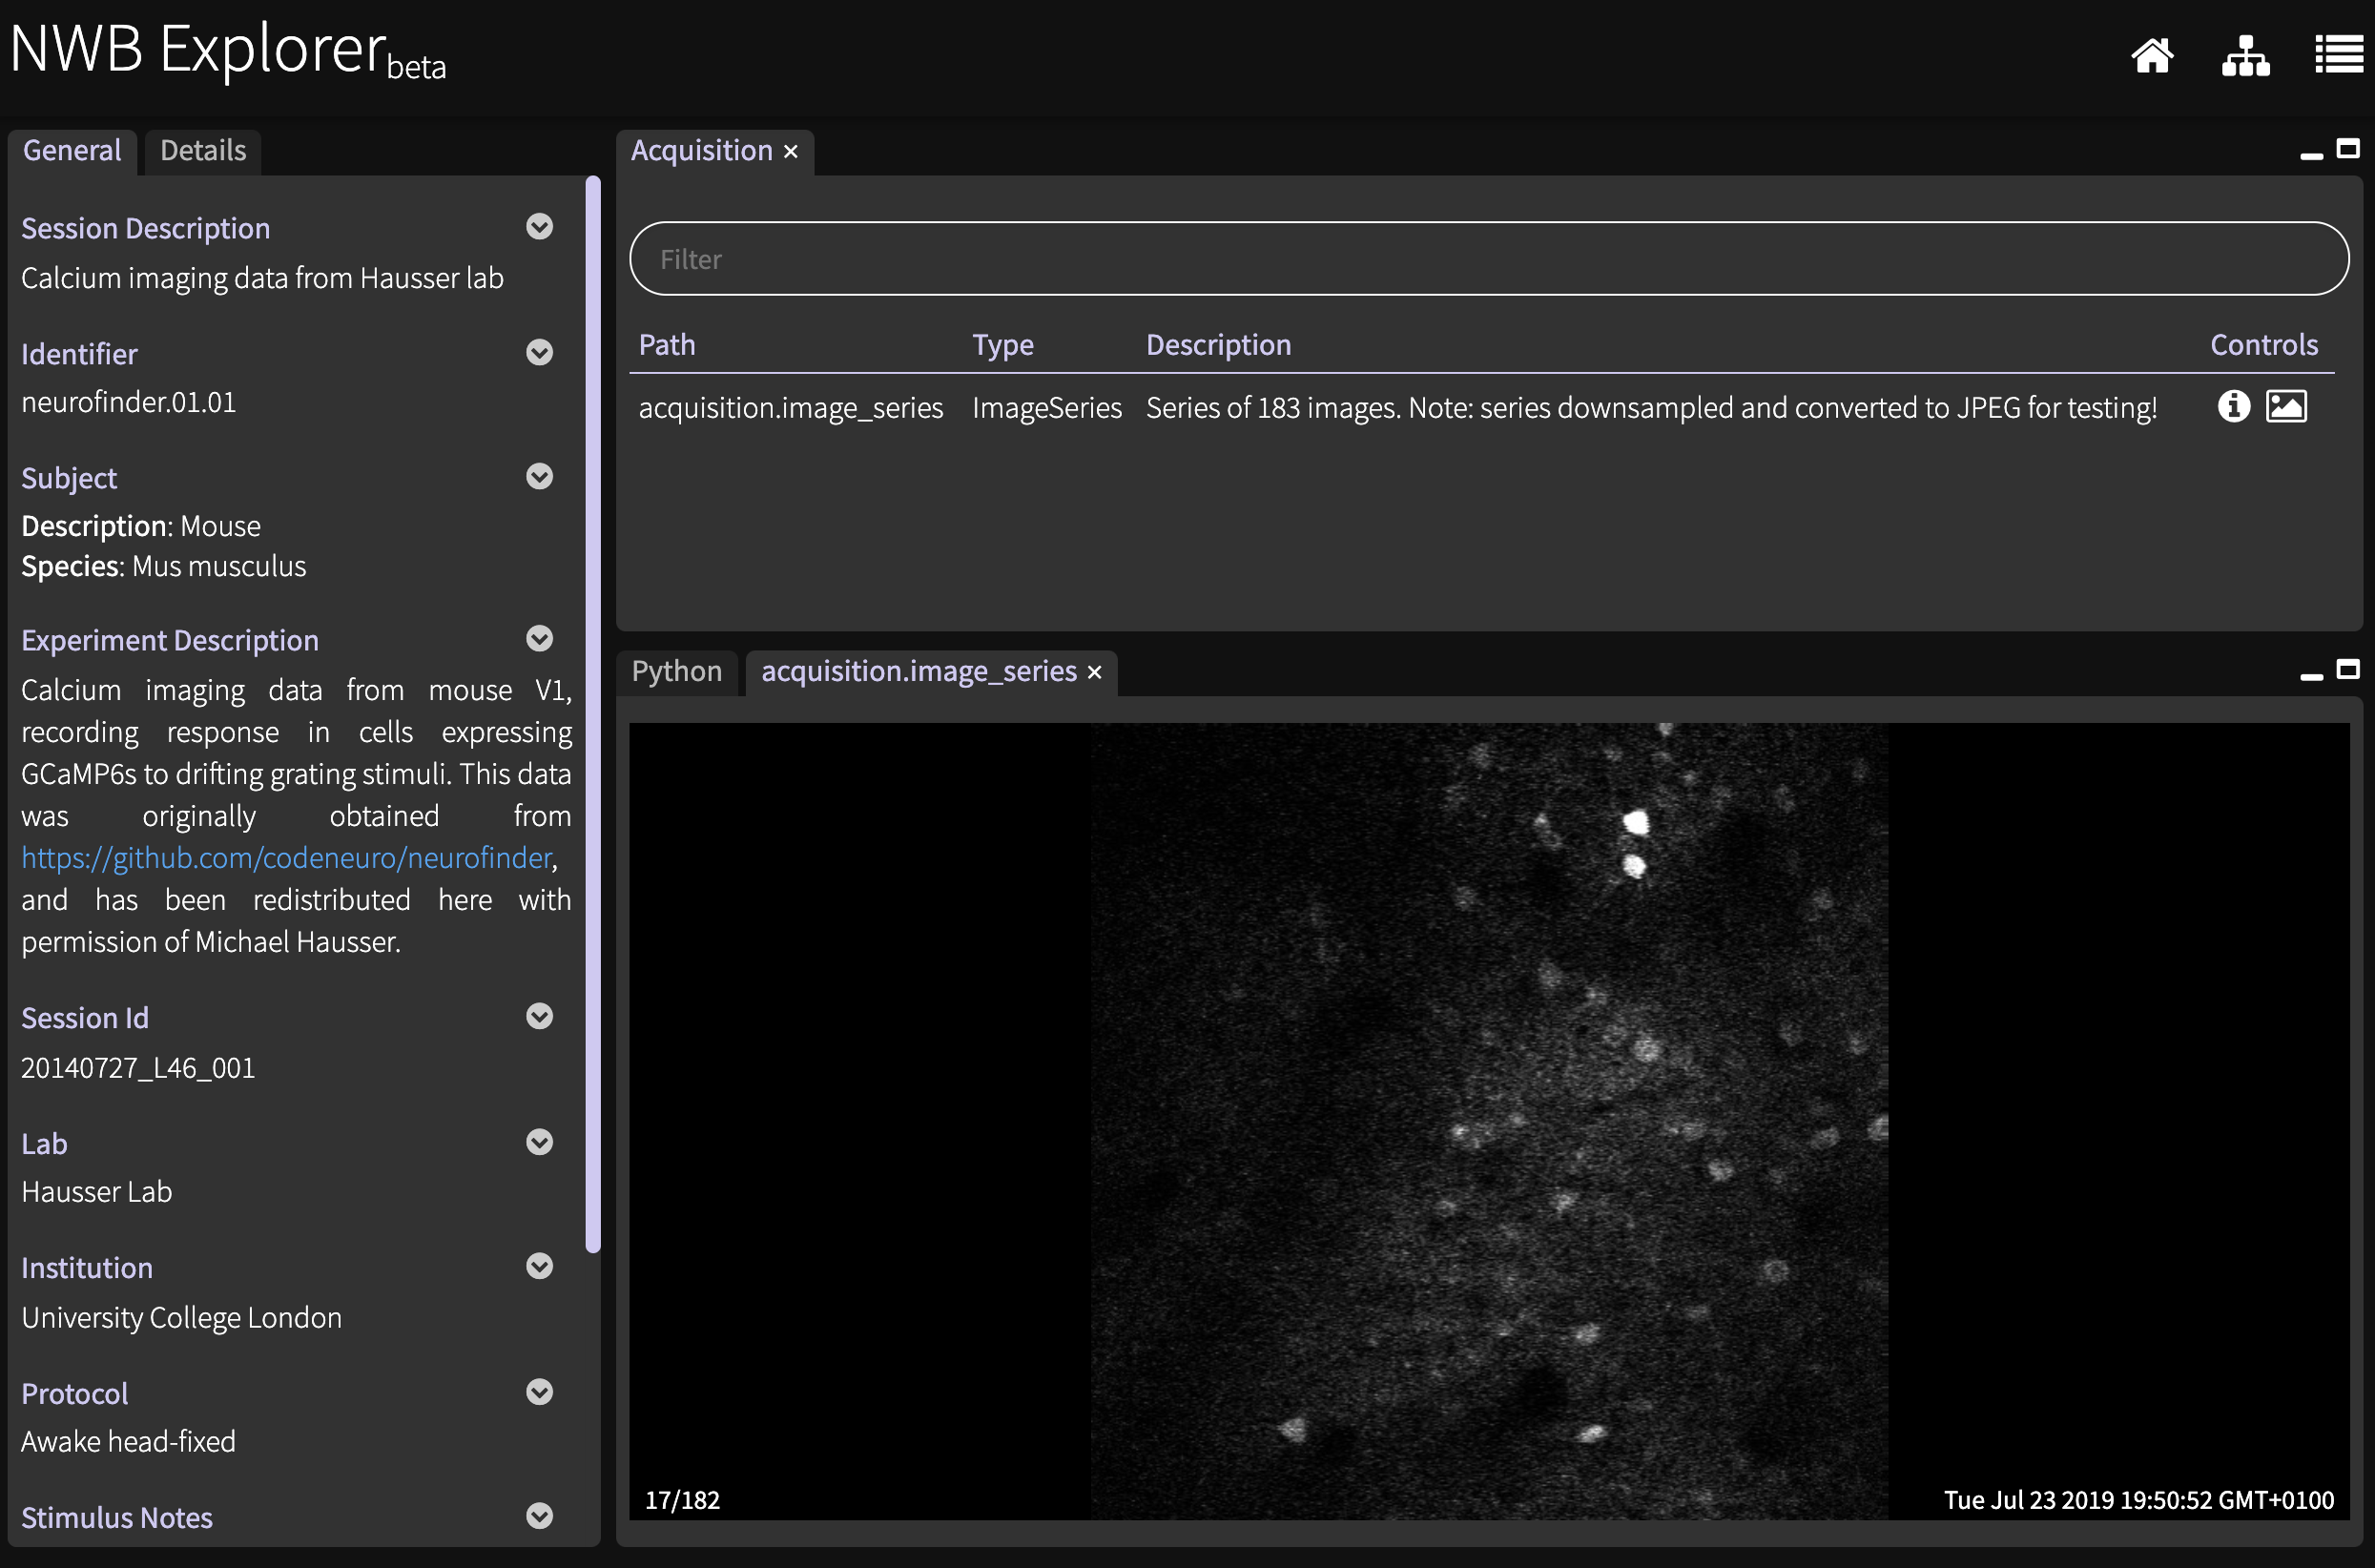 NWB Explorer beta
General Details
Session Description
Calcium imaging data from Hausser lab
Identifier
neurofinder.01.01
Subject
Description: Mouse
Species: Mus musculus
Experiment Description
Calcium imaging data from mouse V1,
recording response in cells expressing
GCaMP6s to drifting grating stimuli. This data
was originally obtained from
https://github.com/codeneuro/neurofinder,
and has been redistributed here with
permission of Michael Hausser.
Session Id
20140727_L46_001
Lab
Hausser Lab
Institution
University College London
Protocol
Awake head-fixed
Stimulus Notes
Acquisition
Filter
Path Type Description Controls
acquisition.image_series ImageSeries Series of 183 images. Note: series downsampled and converted to JPEG for testing!
Python acquisition.image_series
17/182 Tue Jul 23 2019 19:50:52 GMT+0100